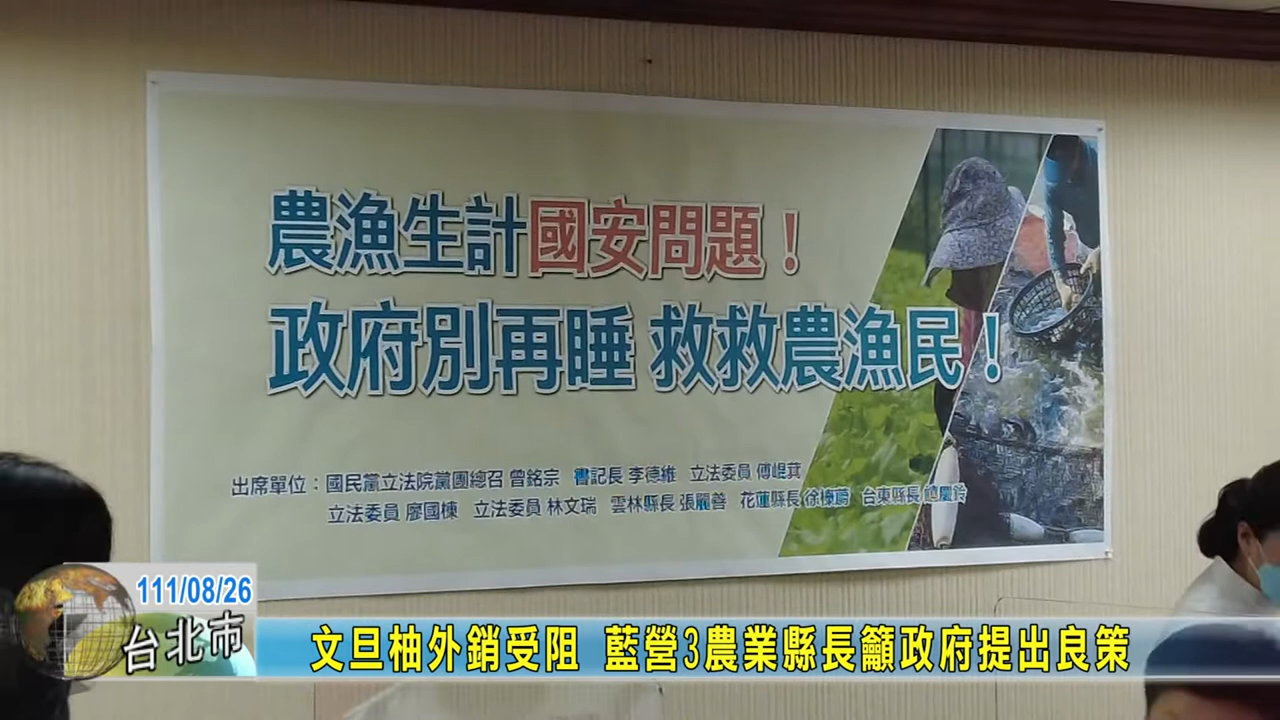 農漁生計國安問題！
政府別再睡 救救農漁民！
出席單位：國民黨立法院黨團總召 曾銘宗 書記長 李德維 立法委員 傅崐萁
立法委員 廖國棟 立法委員 林文瑞 雲林縣長 張麗善 花蓮縣長 徐榛蔚 台東縣長 饒慶鈴
111/08/26
台北市
文旦柚外銷受阻 藍營3農業縣長籲政府提出良策